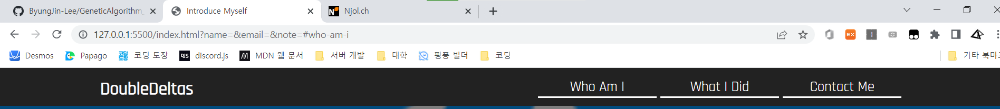 ByungJin-Lee/GeneticAlgorithm_ Introduce Myself Njol.ch
127.0.0.1:5500/index.html?name=&email=&note=#who-am-i
Desmos Papago 코딩 도장 discord.js MDN 웹 문서 서버 개발 대학 핑퐁 빌더 코딩 기타 북마크
DoubleDeltas Who Am I What I Did Contact Me